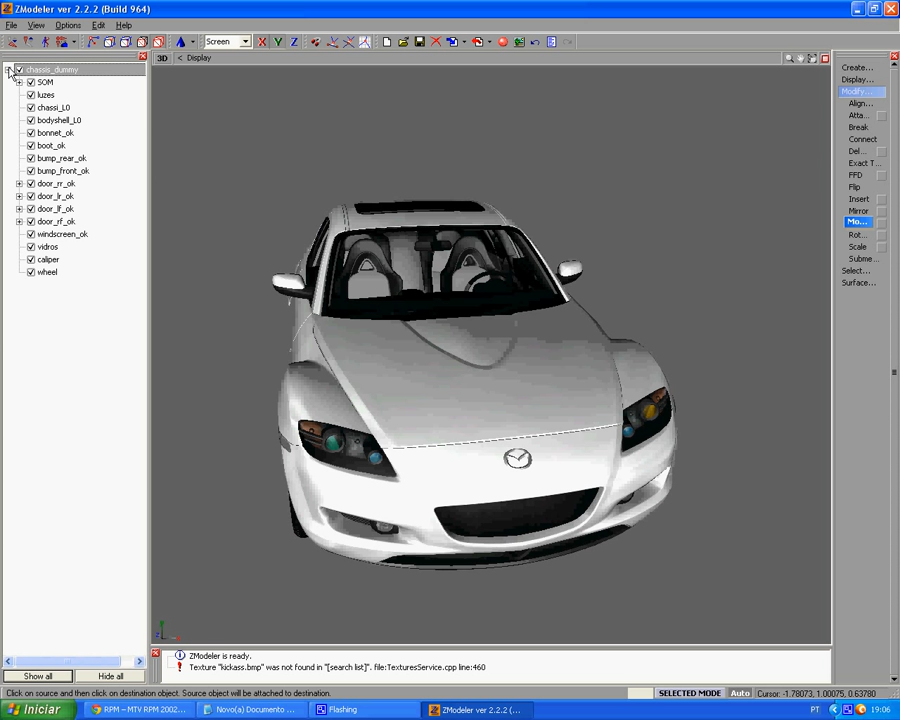 ZModeler ver 2.2.2 (Build 964)
File View Options Edit Help
Screen X Y Z
3D < Display
chassis_dummy
SOM
luzes
chassi_L0
bodyshell_L0
bonnet_ok
boot_ok
bump_rear_ok
bump_front_ok
door_rr_ok
door_lr_ok
door_lf_ok
door_rf_ok
windscreen_ok
vidros
caliper
wheel
Show all Hide all
Create...
Display...
Modify...
Align...
Atta...
Break
Connect
Del...
Exact T...
FFD
Flip
Insert
Mirror
Mo...
Rot...
Scale
Subme...
Select...
Surface...
ZModeler is ready.
Texture "kickass.bmp" was not found in "[search list]". file:TexturesService.cpp line:460
Click on source and then click on destination object. Source object will be attached to destination. SELECTED MODE Auto Cursor: -1.78073, 1.00075, 0.63780
Iniciar RPM – MTV RPM 2002... Novo(a) Documento ... Flashing ZModeler ver 2.2.2 (... PT 19:06